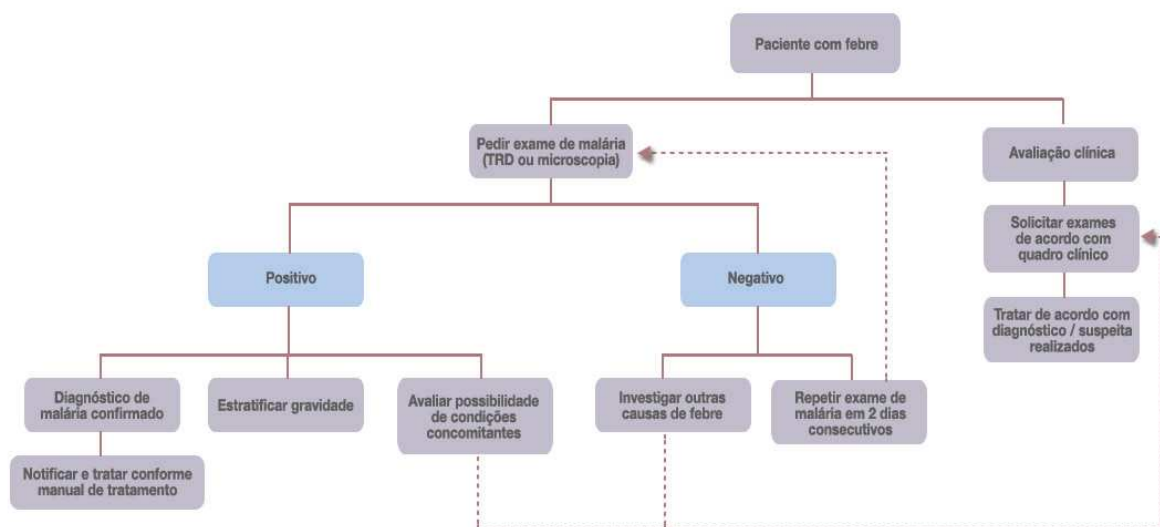 Paciente com febre
Pedir exame de malária
(TRD ou microscopia)
Avaliação clínica
Solicitar exames
de acordo com
quadro clínico
Positivo
Negativo
Tratar de acordo com
diagnóstico / suspeita
realizados
Diagnóstico de
malária confirmado
Estratificar gravidade
Avaliar possibilidade
de condições
concomitantes
Investigar outras
causas de febre
Repetir exame de
malária em 2 dias
consecutivos
Notificar e tratar conforme
manual de tratamento